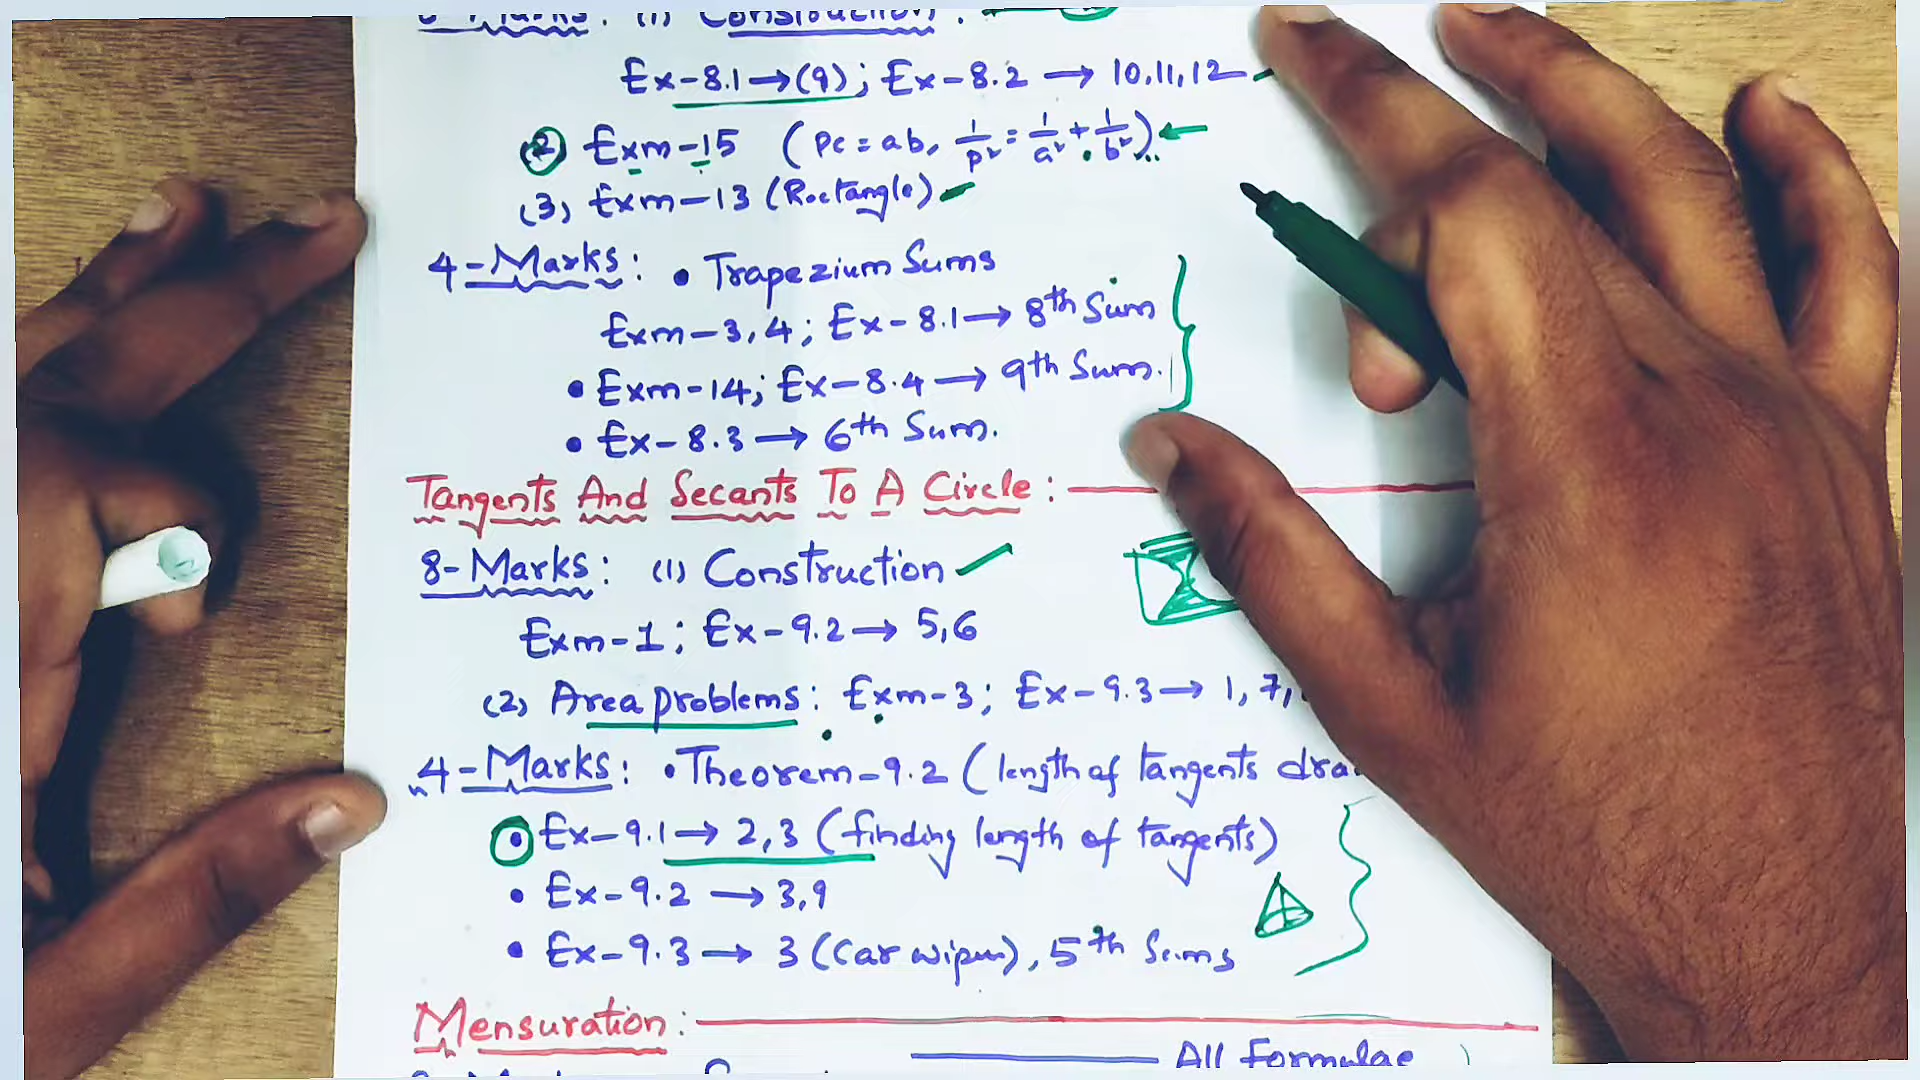 8-Marks: (1) Construction:
Ex-8.1→(9); Ex-8.2 → 10,11,12
(2) Exm-15 (pc = ab, 1/p² = 1/a² + 1/b²)
(3) Exm-13 (Rectangle)
4-Marks: • Trapezium Sums
Exm-3,4; Ex-8.1→ 8th Sum
• Exm-14; Ex-8.4 → 9th Sum.
• Ex-8.3 → 6th Sum.
Tangents And Secants To A Circle:
8-Marks: (1) Construction
Exm-1; Ex-9.2→ 5,6
(2) Area problems: Exm-3; Ex-9.3→ 1, 7,
4-Marks: • Theorem-9.2 (length of tangents
• Ex-9.1→ 2,3 (finding length of tangents)
• Ex-9.2 → 3,9
• Ex-9.3 → 3 (Car wiper), 5th Sums
Mensuration:
All Formulae